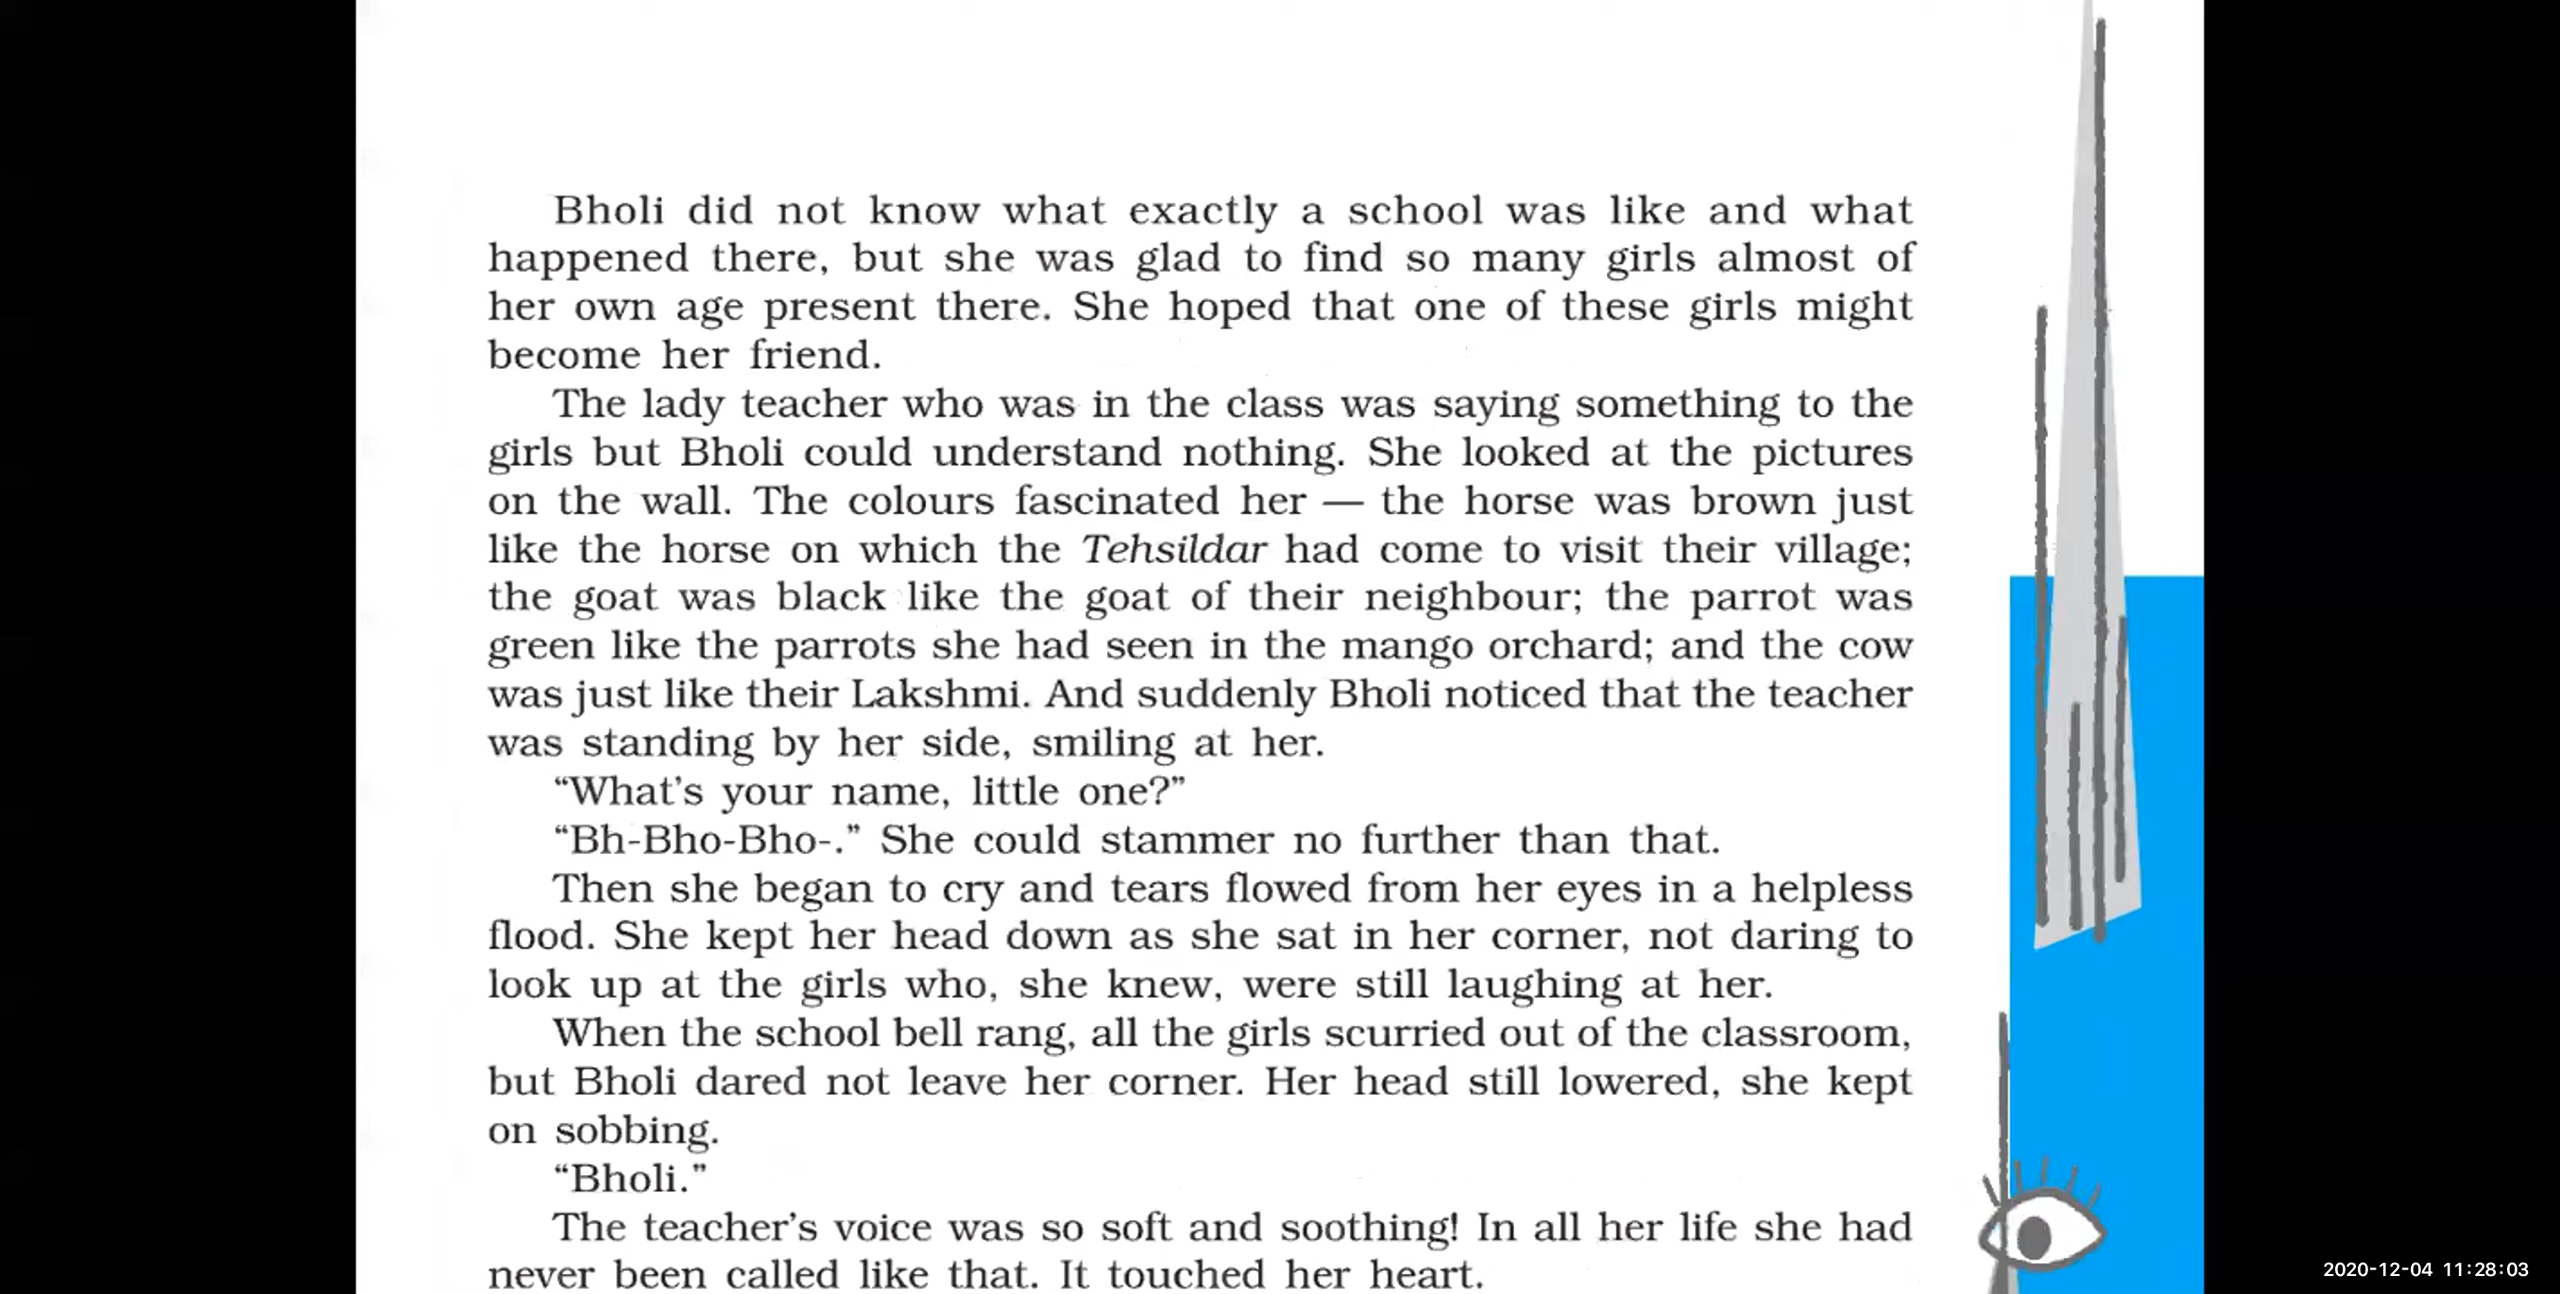 Bholi did not know what exactly a school was like and what
happened there, but she was glad to find so many girls almost of
her own age present there. She hoped that one of these girls might
become her friend.
The lady teacher who was in the class was saying something to the
girls but Bholi could understand nothing. She looked at the pictures
on the wall. The colours fascinated her — the horse was brown just
like the horse on which the Tehsildar had come to visit their village;
the goat was black like the goat of their neighbour; the parrot was
green like the parrots she had seen in the mango orchard; and the cow
was just like their Lakshmi. And suddenly Bholi noticed that the teacher
was standing by her side, smiling at her.
“What’s your name, little one?”
“Bh-Bho-Bho-.” She could stammer no further than that.
Then she began to cry and tears flowed from her eyes in a helpless
flood. She kept her head down as she sat in her corner, not daring to
look up at the girls who, she knew, were still laughing at her.
When the school bell rang, all the girls scurried out of the classroom,
but Bholi dared not leave her corner. Her head still lowered, she kept
on sobbing.
“Bholi.”
The teacher’s voice was so soft and soothing! In all her life she had
never been called like that. It touched her heart.
2020-12-04 11:28:03